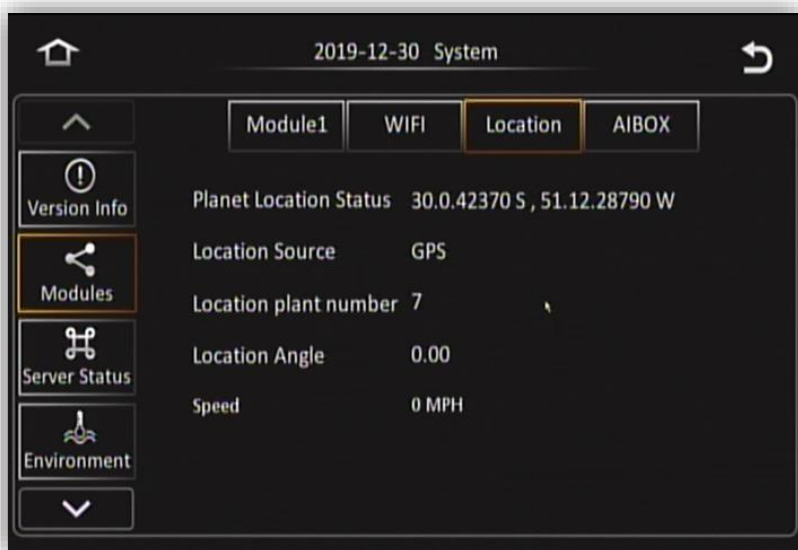 2019-12-30 System
Module1 WIFI Location AIBOX
Version Info
Modules
Server Status
Environment
Planet Location Status 30.0.42370 S , 51.12.28790 W
Location Source GPS
Location plant number 7
Location Angle 0.00
Speed 0 MPH